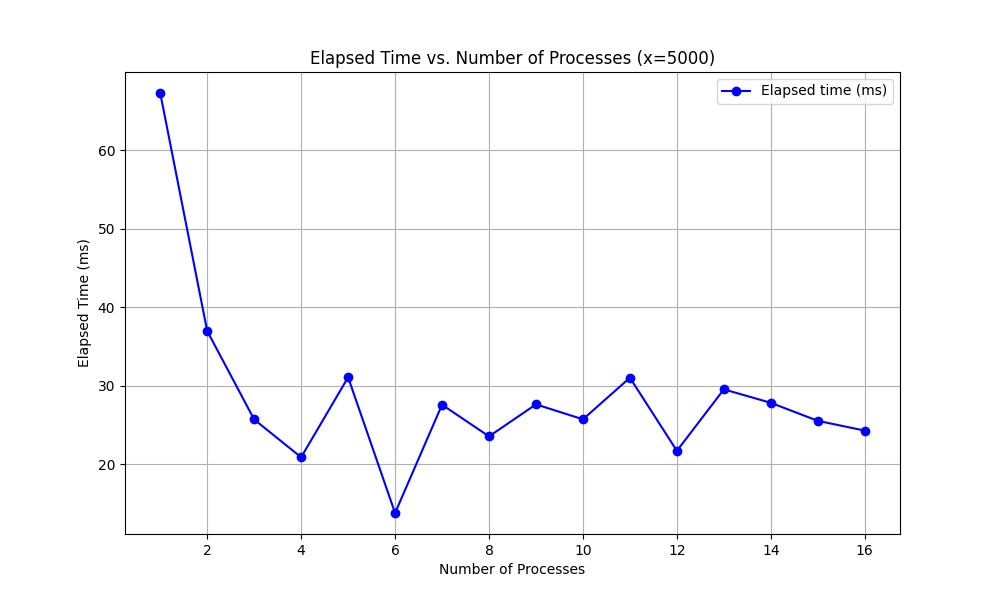 Elapsed Time vs. Number of Processes (x=5000)
Elapsed time (ms)
Elapsed Time (ms)
60
50
40
30
20
2 4 6 8 10 12 14 16
Number of Processes